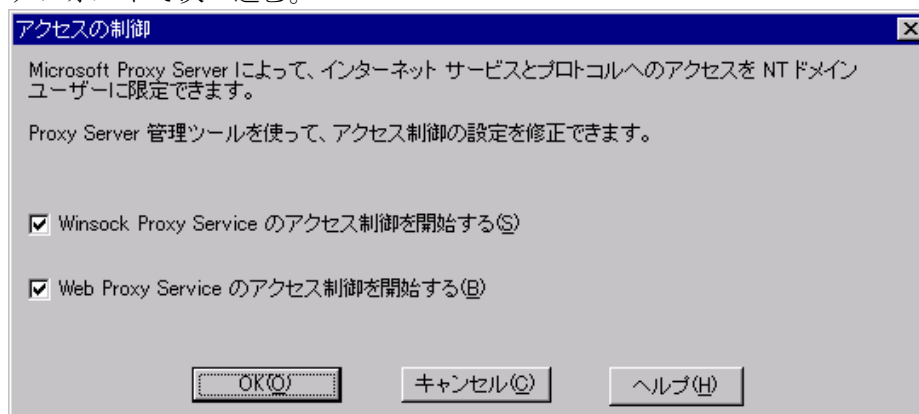 アクセスの制御
Microsoft Proxy Server によって、インターネット サービスとプロトコルへのアクセスを NT ドメイン
ユーザーに限定できます。
Proxy Server 管理ツールを使って、アクセス制御の設定を修正できます。
Winsock Proxy Service のアクセス制御を開始する(S)
Web Proxy Service のアクセス制御を開始する(B)
OK(O) キャンセル(C) ヘルプ(H)